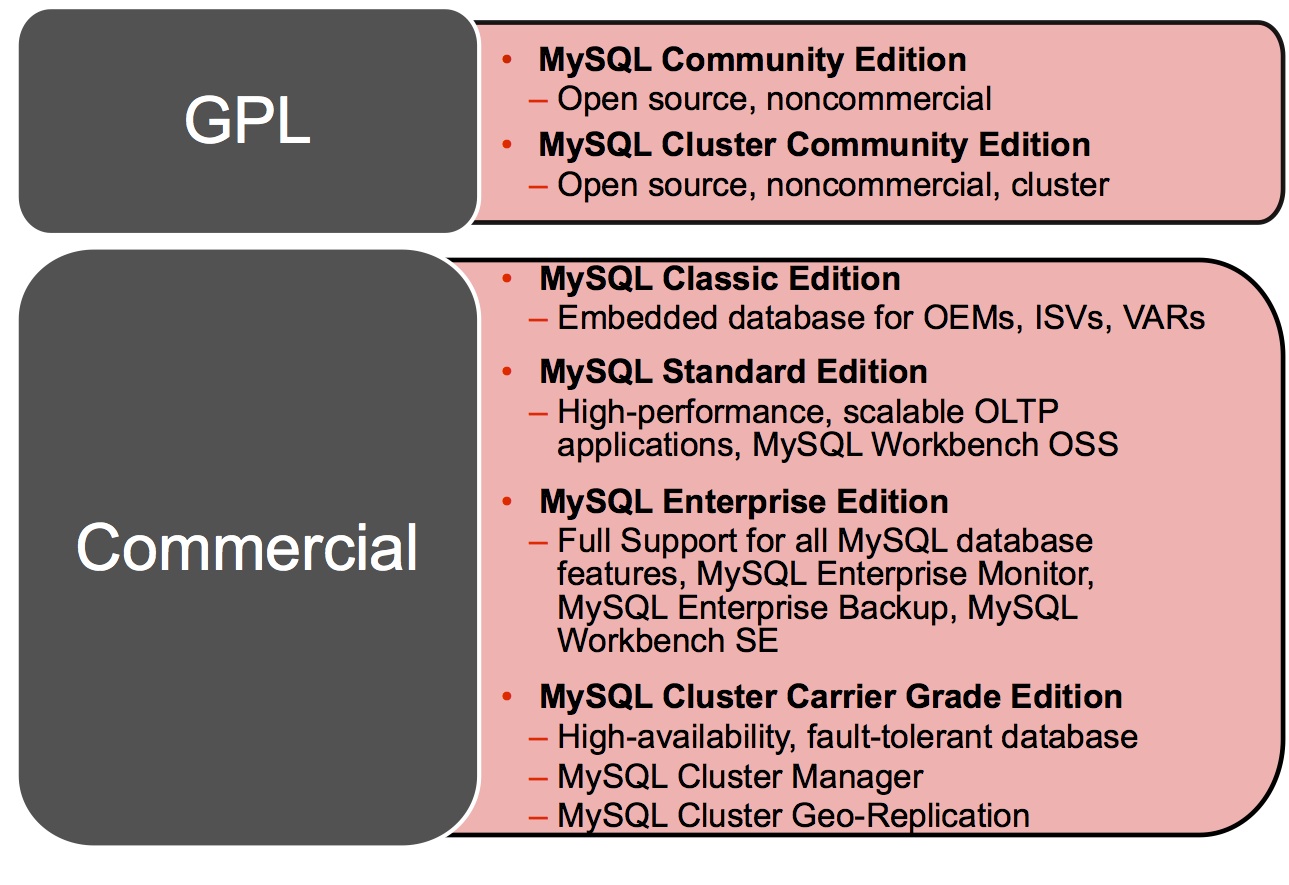 GPL
• MySQL Community Edition
– Open source, noncommercial
• MySQL Cluster Community Edition
– Open source, noncommercial, cluster
Commercial
• MySQL Classic Edition
– Embedded database for OEMs, ISVs, VARs
• MySQL Standard Edition
– High-performance, scalable OLTP
applications, MySQL Workbench OSS
• MySQL Enterprise Edition
– Full Support for all MySQL database
features, MySQL Enterprise Monitor,
MySQL Enterprise Backup, MySQL
Workbench SE
• MySQL Cluster Carrier Grade Edition
– High-availability, fault-tolerant database
– MySQL Cluster Manager
– MySQL Cluster Geo-Replication